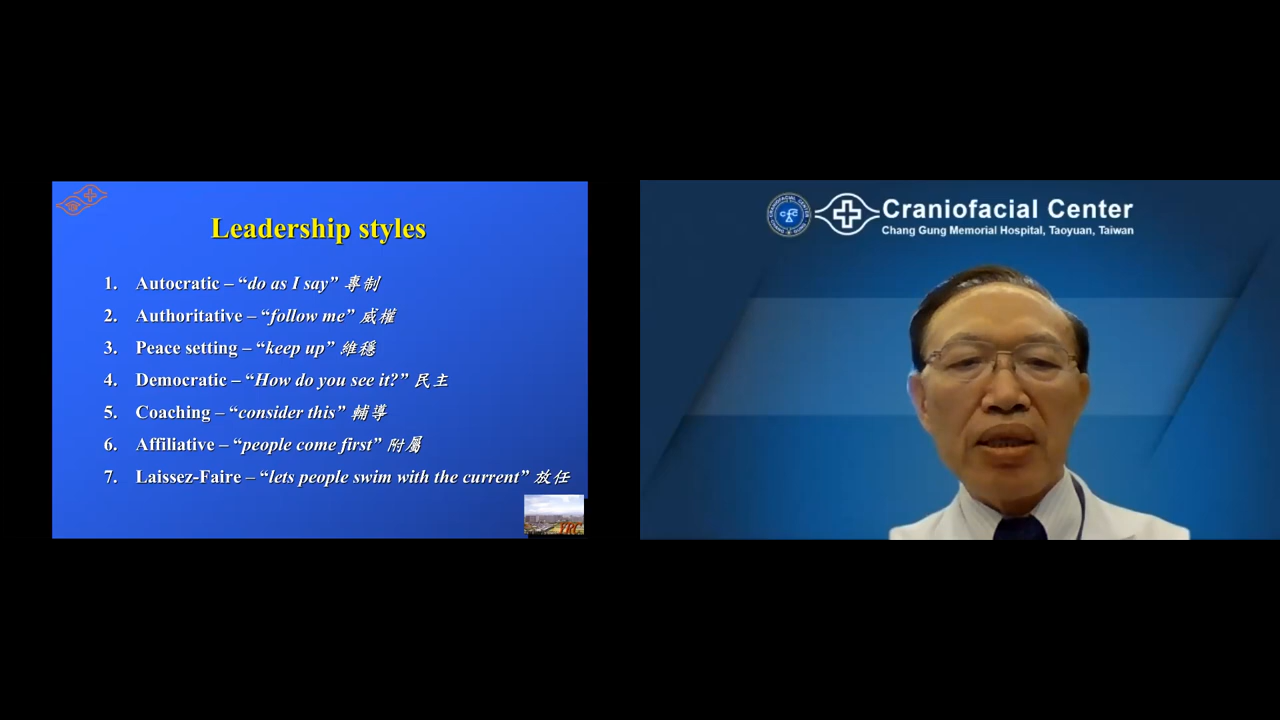 Leadership styles
1. Autocratic – “do as I say” 專制
2. Authoritative – “follow me” 威權
3. Peace setting – “keep up” 維穩
4. Democratic – “How do you see it?” 民主
5. Coaching – “consider this” 輔導
6. Affiliative – “people come first” 附屬
7. Laissez-Faire – “lets people swim with the current” 放任
YRC
Craniofacial Center
Chang Gung Memorial Hospital, Taoyuan, Taiwan